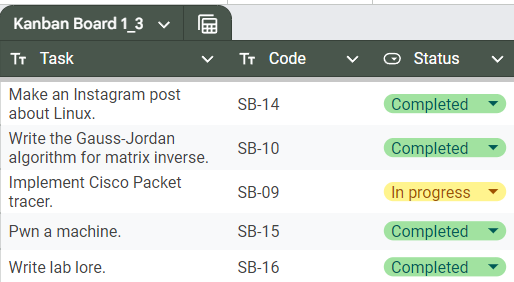 Kanban Board 1_3
Task Code Status
Make an Instagram post
about Linux.
SB-14 Completed
Write the Gauss-Jordan
algorithm for matrix inverse.
SB-10 Completed
Implement Cisco Packet
tracer.
SB-09 In progress
Pwn a machine. SB-15 Completed
Write lab lore. SB-16 Completed